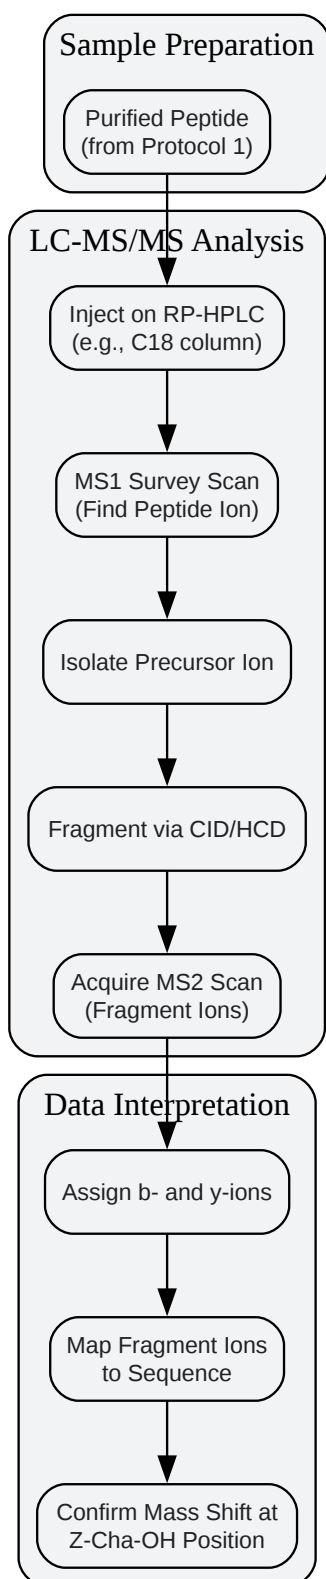 Sample Preparation
Purified Peptide
(from Protocol 1)
LC-MS/MS Analysis
Inject on RP-HPLC
(e.g., C18 column)
MS1 Survey Scan
(Find Peptide Ion)
Isolate Precursor Ion
Fragment via CID/HCD
Acquire MS2 Scan
(Fragment Ions)
Data Interpretation
Assign b- and y-ions
Map Fragment Ions
to Sequence
Confirm Mass Shift at
Z-Cha-OH Position